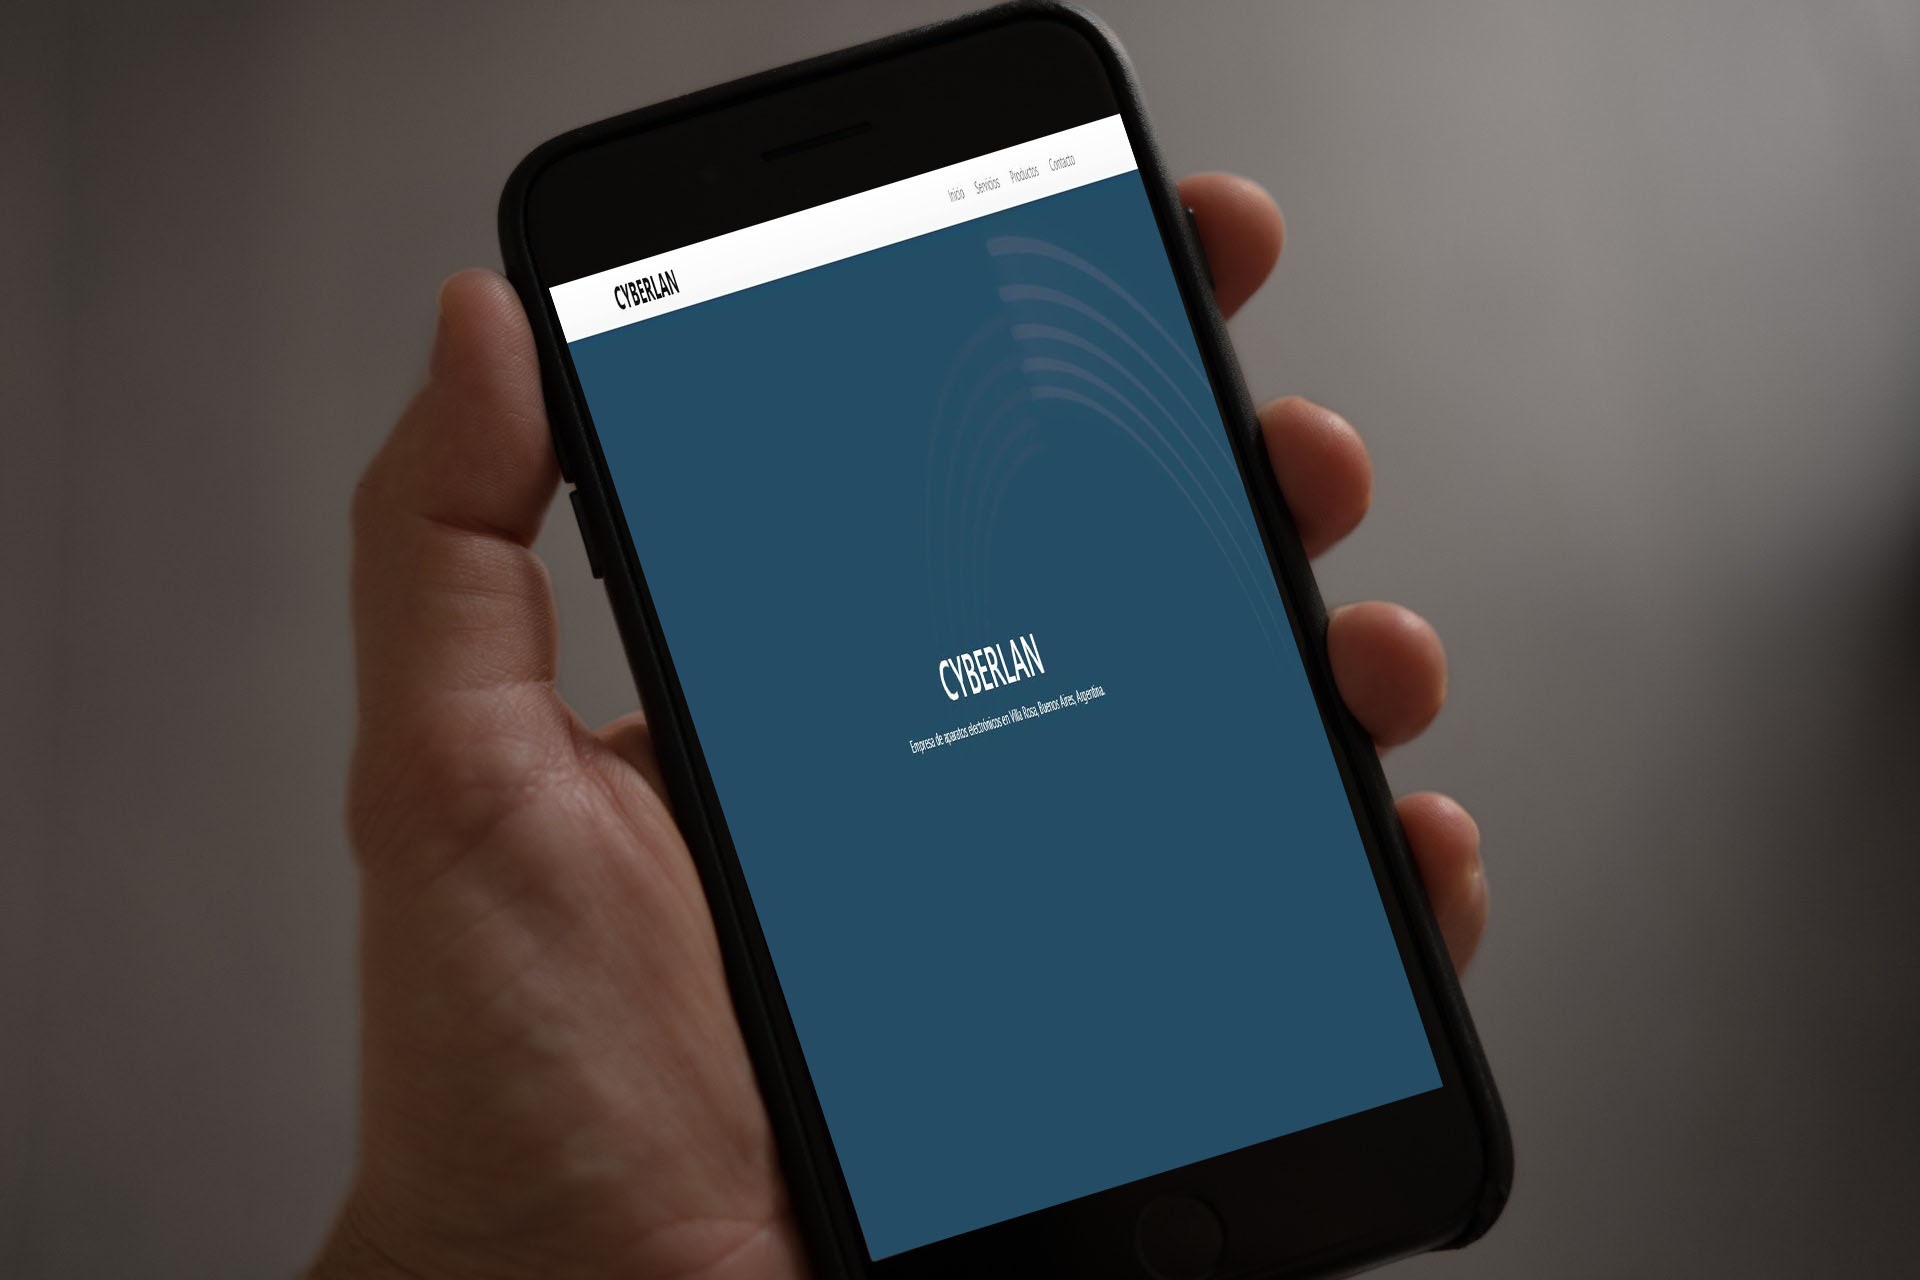 CYBERLAN
Inicio Servicios Productos Contacto
CYBERLAN
Empresa de aparatos electrónicos en Villa Rosa, Buenos Aires, Argentina.